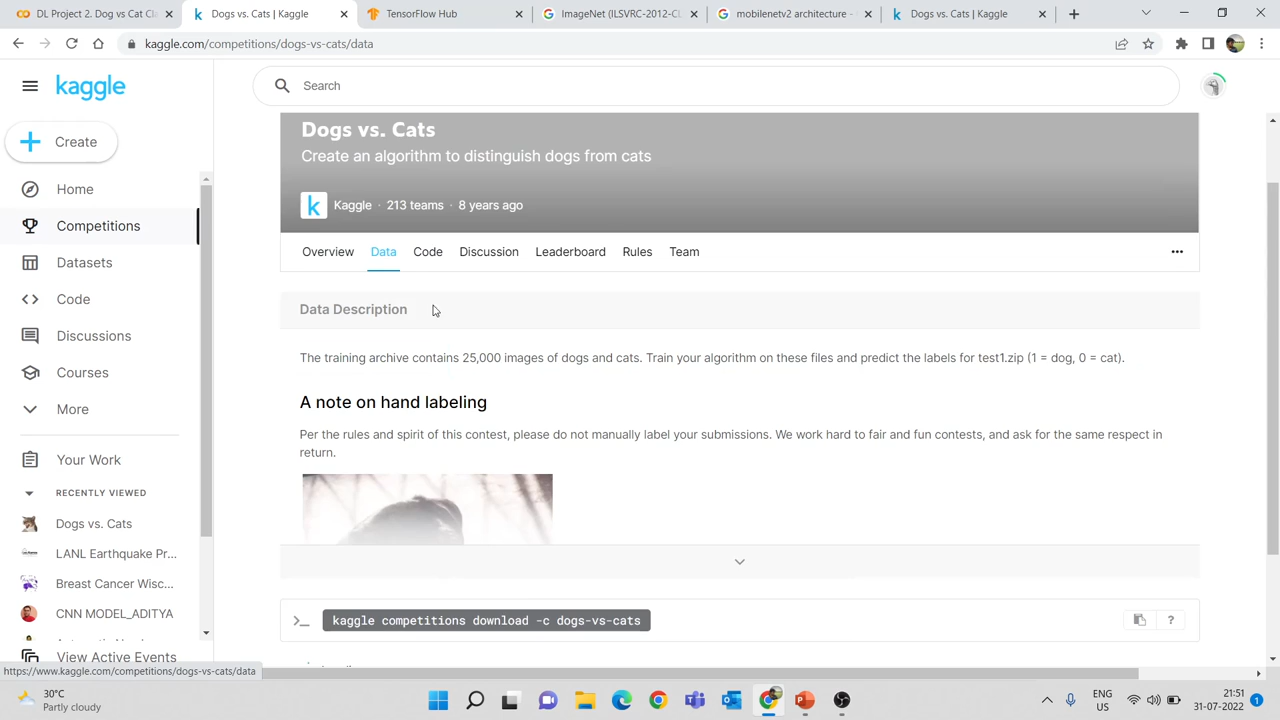 DL Project 2. Dog vs Cat Cl
Dogs vs. Cats | Kaggle
TensorFlow Hub
ImageNet (ILSVRC-2012-CL
mobilenetv2 architecture -
Dogs vs. Cats | Kaggle
kaggle.com/competitions/dogs-vs-cats/data
kaggle
Search
Create
Home
Competitions
Datasets
Code
Discussions
Courses
More
Your Work
RECENTLY VIEWED
Dogs vs. Cats
LANL Earthquake Pr...
Breast Cancer Wisc...
CNN MODEL_ADITYA
View Active Events
Dogs vs. Cats
Create an algorithm to distinguish dogs from cats
k Kaggle · 213 teams · 8 years ago
Overview Data Code Discussion Leaderboard Rules Team
Data Description
The training archive contains 25,000 images of dogs and cats. Train your algorithm on these files and predict the labels for test1.zip (1 = dog, 0 = cat).
A note on hand labeling
Per the rules and spirit of this contest, please do not manually label your submissions. We work hard to fair and fun contests, and ask for the same respect in
return.
>_ kaggle competitions download -c dogs-vs-cats ?
https://www.kaggle.com/competitions/dogs-vs-cats/data
30°C
Partly cloudy
ENG
US
21:51
31-07-2022
1